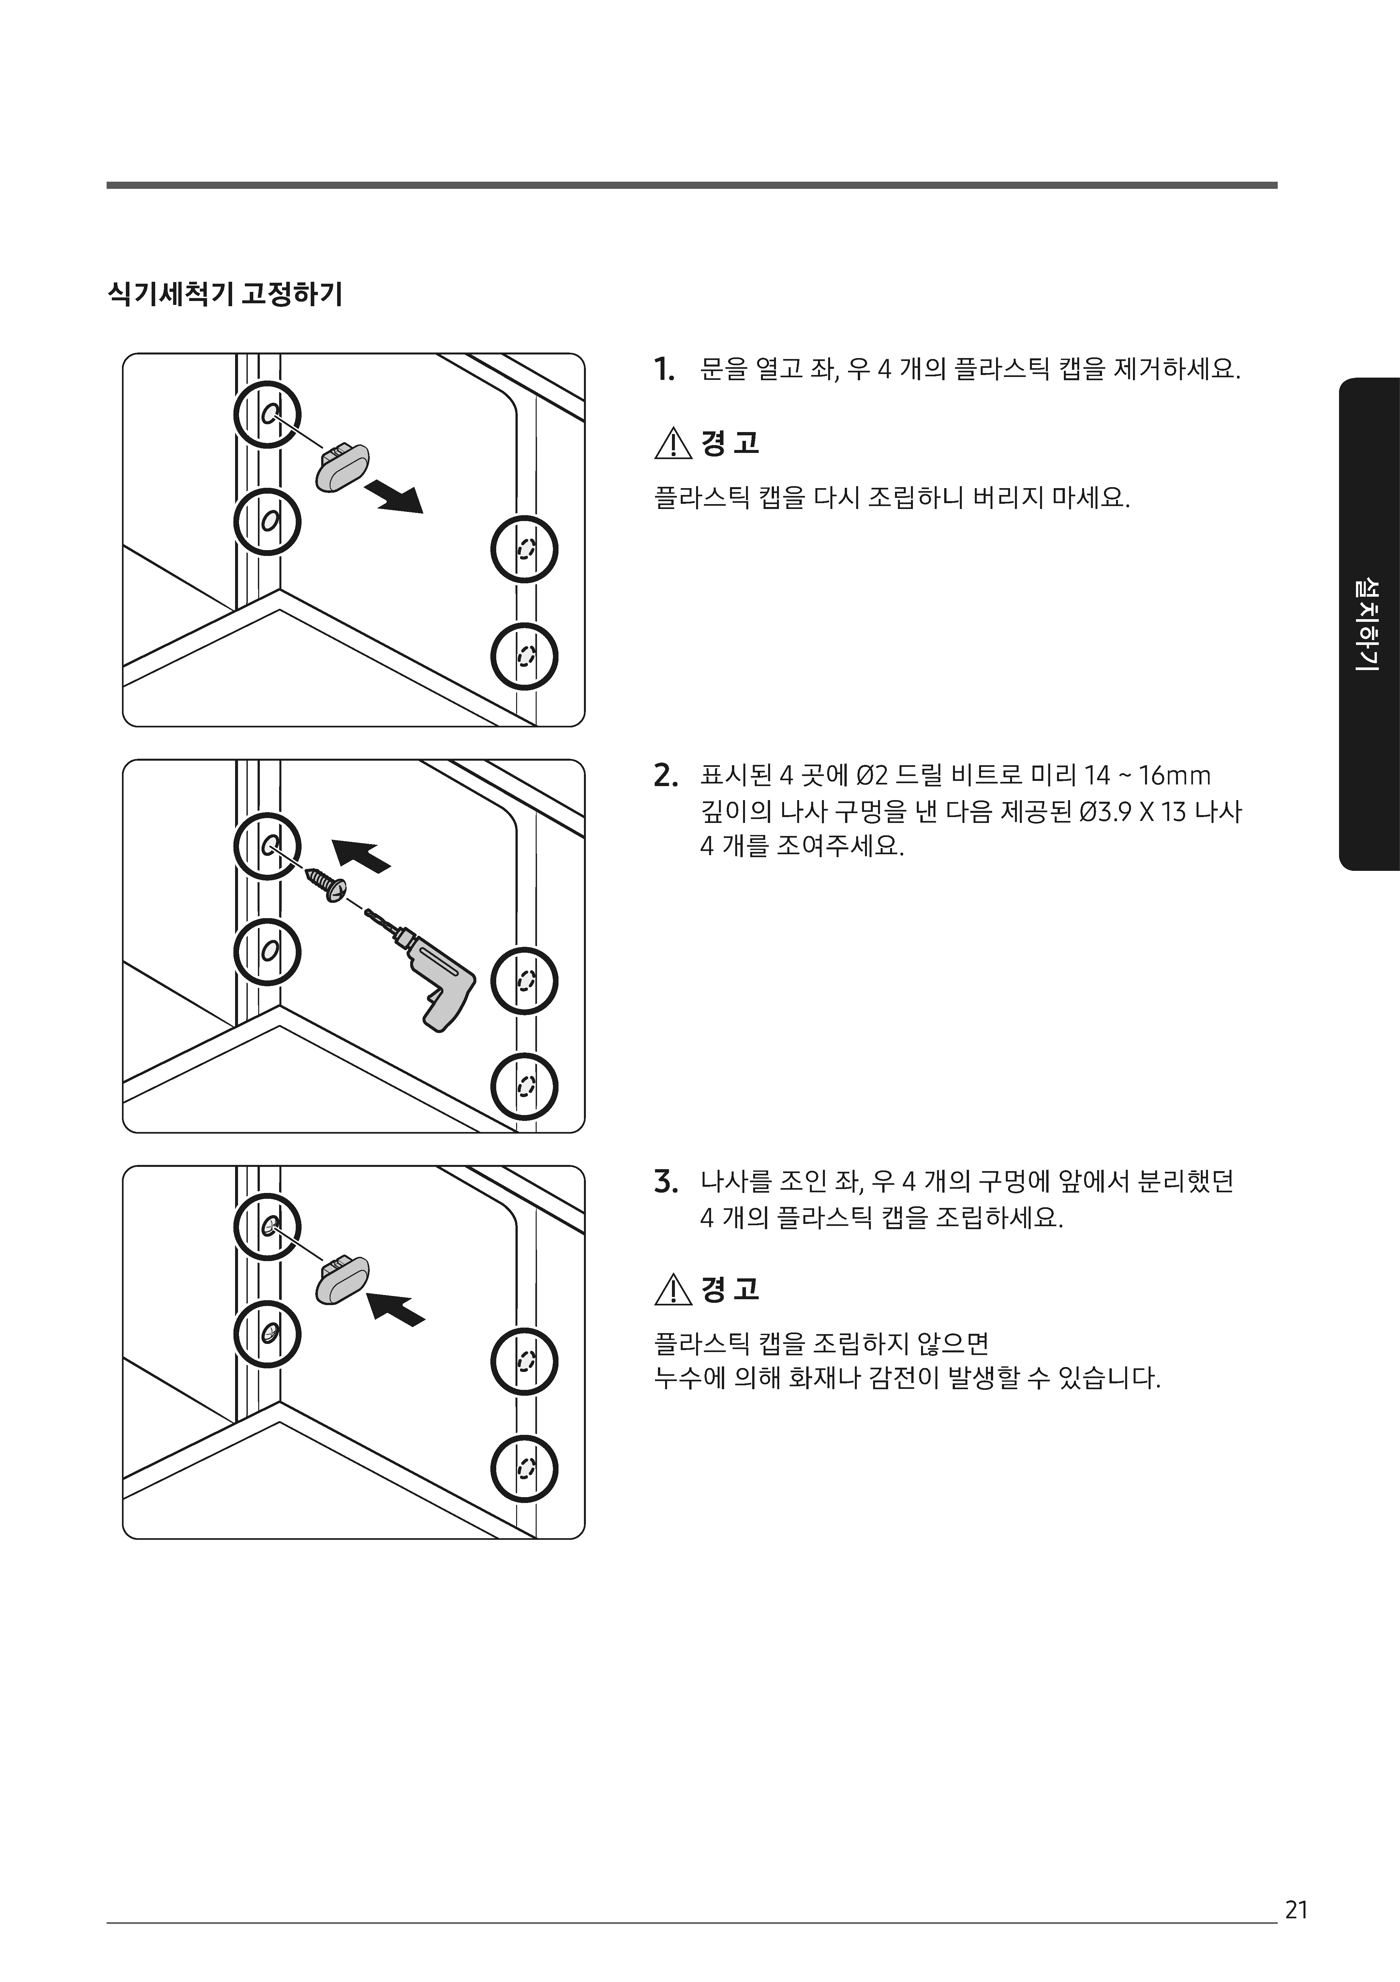 식기세척기 고정하기
1. 문을 열고 좌, 우 4 개의 플라스틱 캡을 제거하세요.
경 고
플라스틱 캡을 다시 조립하니 버리지 마세요.
설치하기
2. 표시된 4 곳에 Ø2 드릴 비트로 미리 14 ~ 16mm
깊이의 나사 구멍을 낸 다음 제공된 Ø3.9 X 13 나사
4 개를 조여주세요.
3. 나사를 조인 좌, 우 4 개의 구멍에 앞에서 분리했던
4 개의 플라스틱 캡을 조립하세요.
경 고
플라스틱 캡을 조립하지 않으면
누수에 의해 화재나 감전이 발생할 수 있습니다.
21